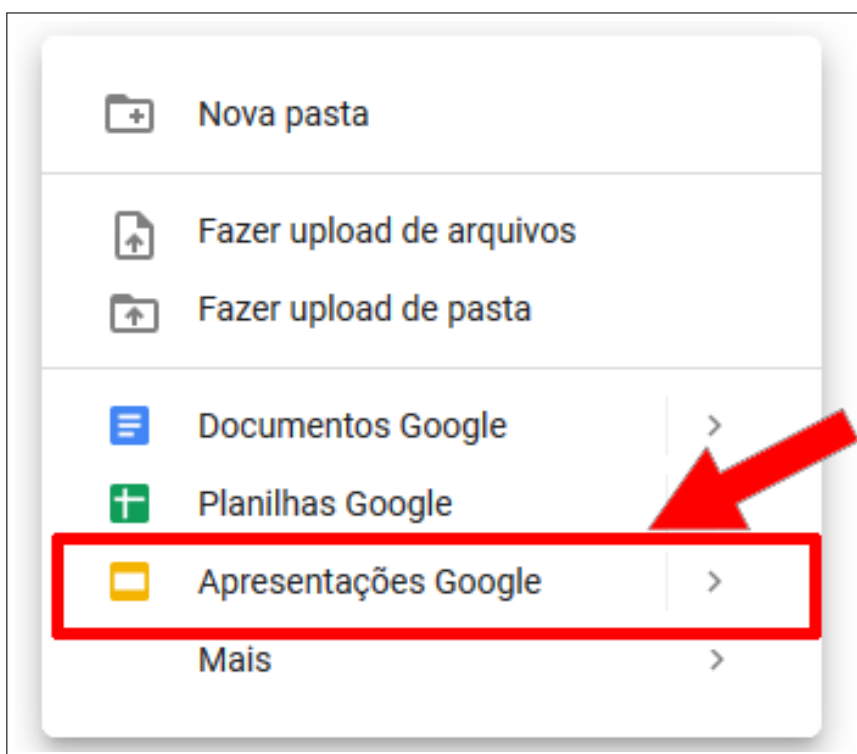 Nova pasta
Fazer upload de arquivos
Fazer upload de pasta
Documentos Google
Planilhas Google
Apresentações Google
Mais